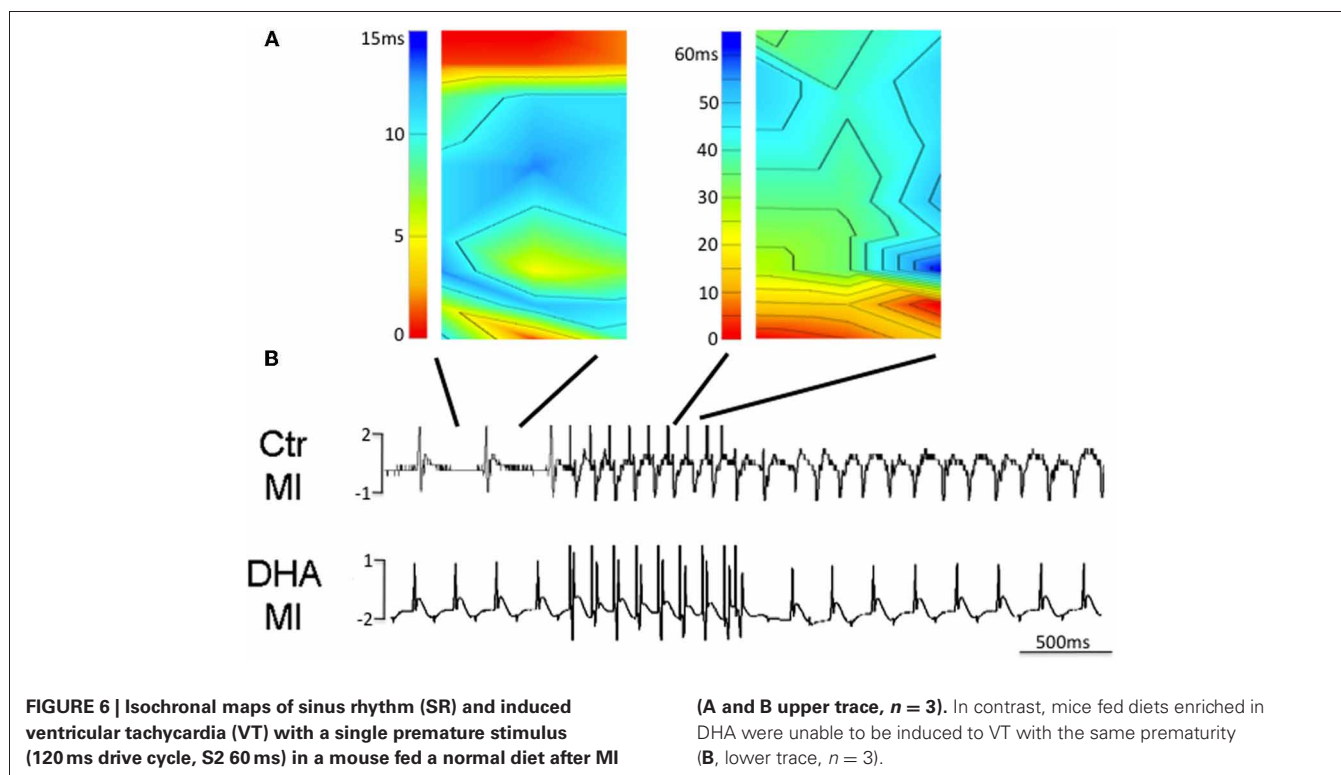 A
15ms
10
5
0
60ms
50
40
30
20
10
0
B
Ctr
MI
2
-1
DHA
MI
1
-2
500ms
FIGURE 6 | Isochronal maps of sinus rhythm (SR) and induced
ventricular tachycardia (VT) with a single premature stimulus
(120 ms drive cycle, S2 60 ms) in a mouse fed a normal diet after MI
(A and B upper trace, n = 3). In contrast, mice fed diets enriched in
DHA were unable to be induced to VT with the same prematurity
(B, lower trace, n = 3).